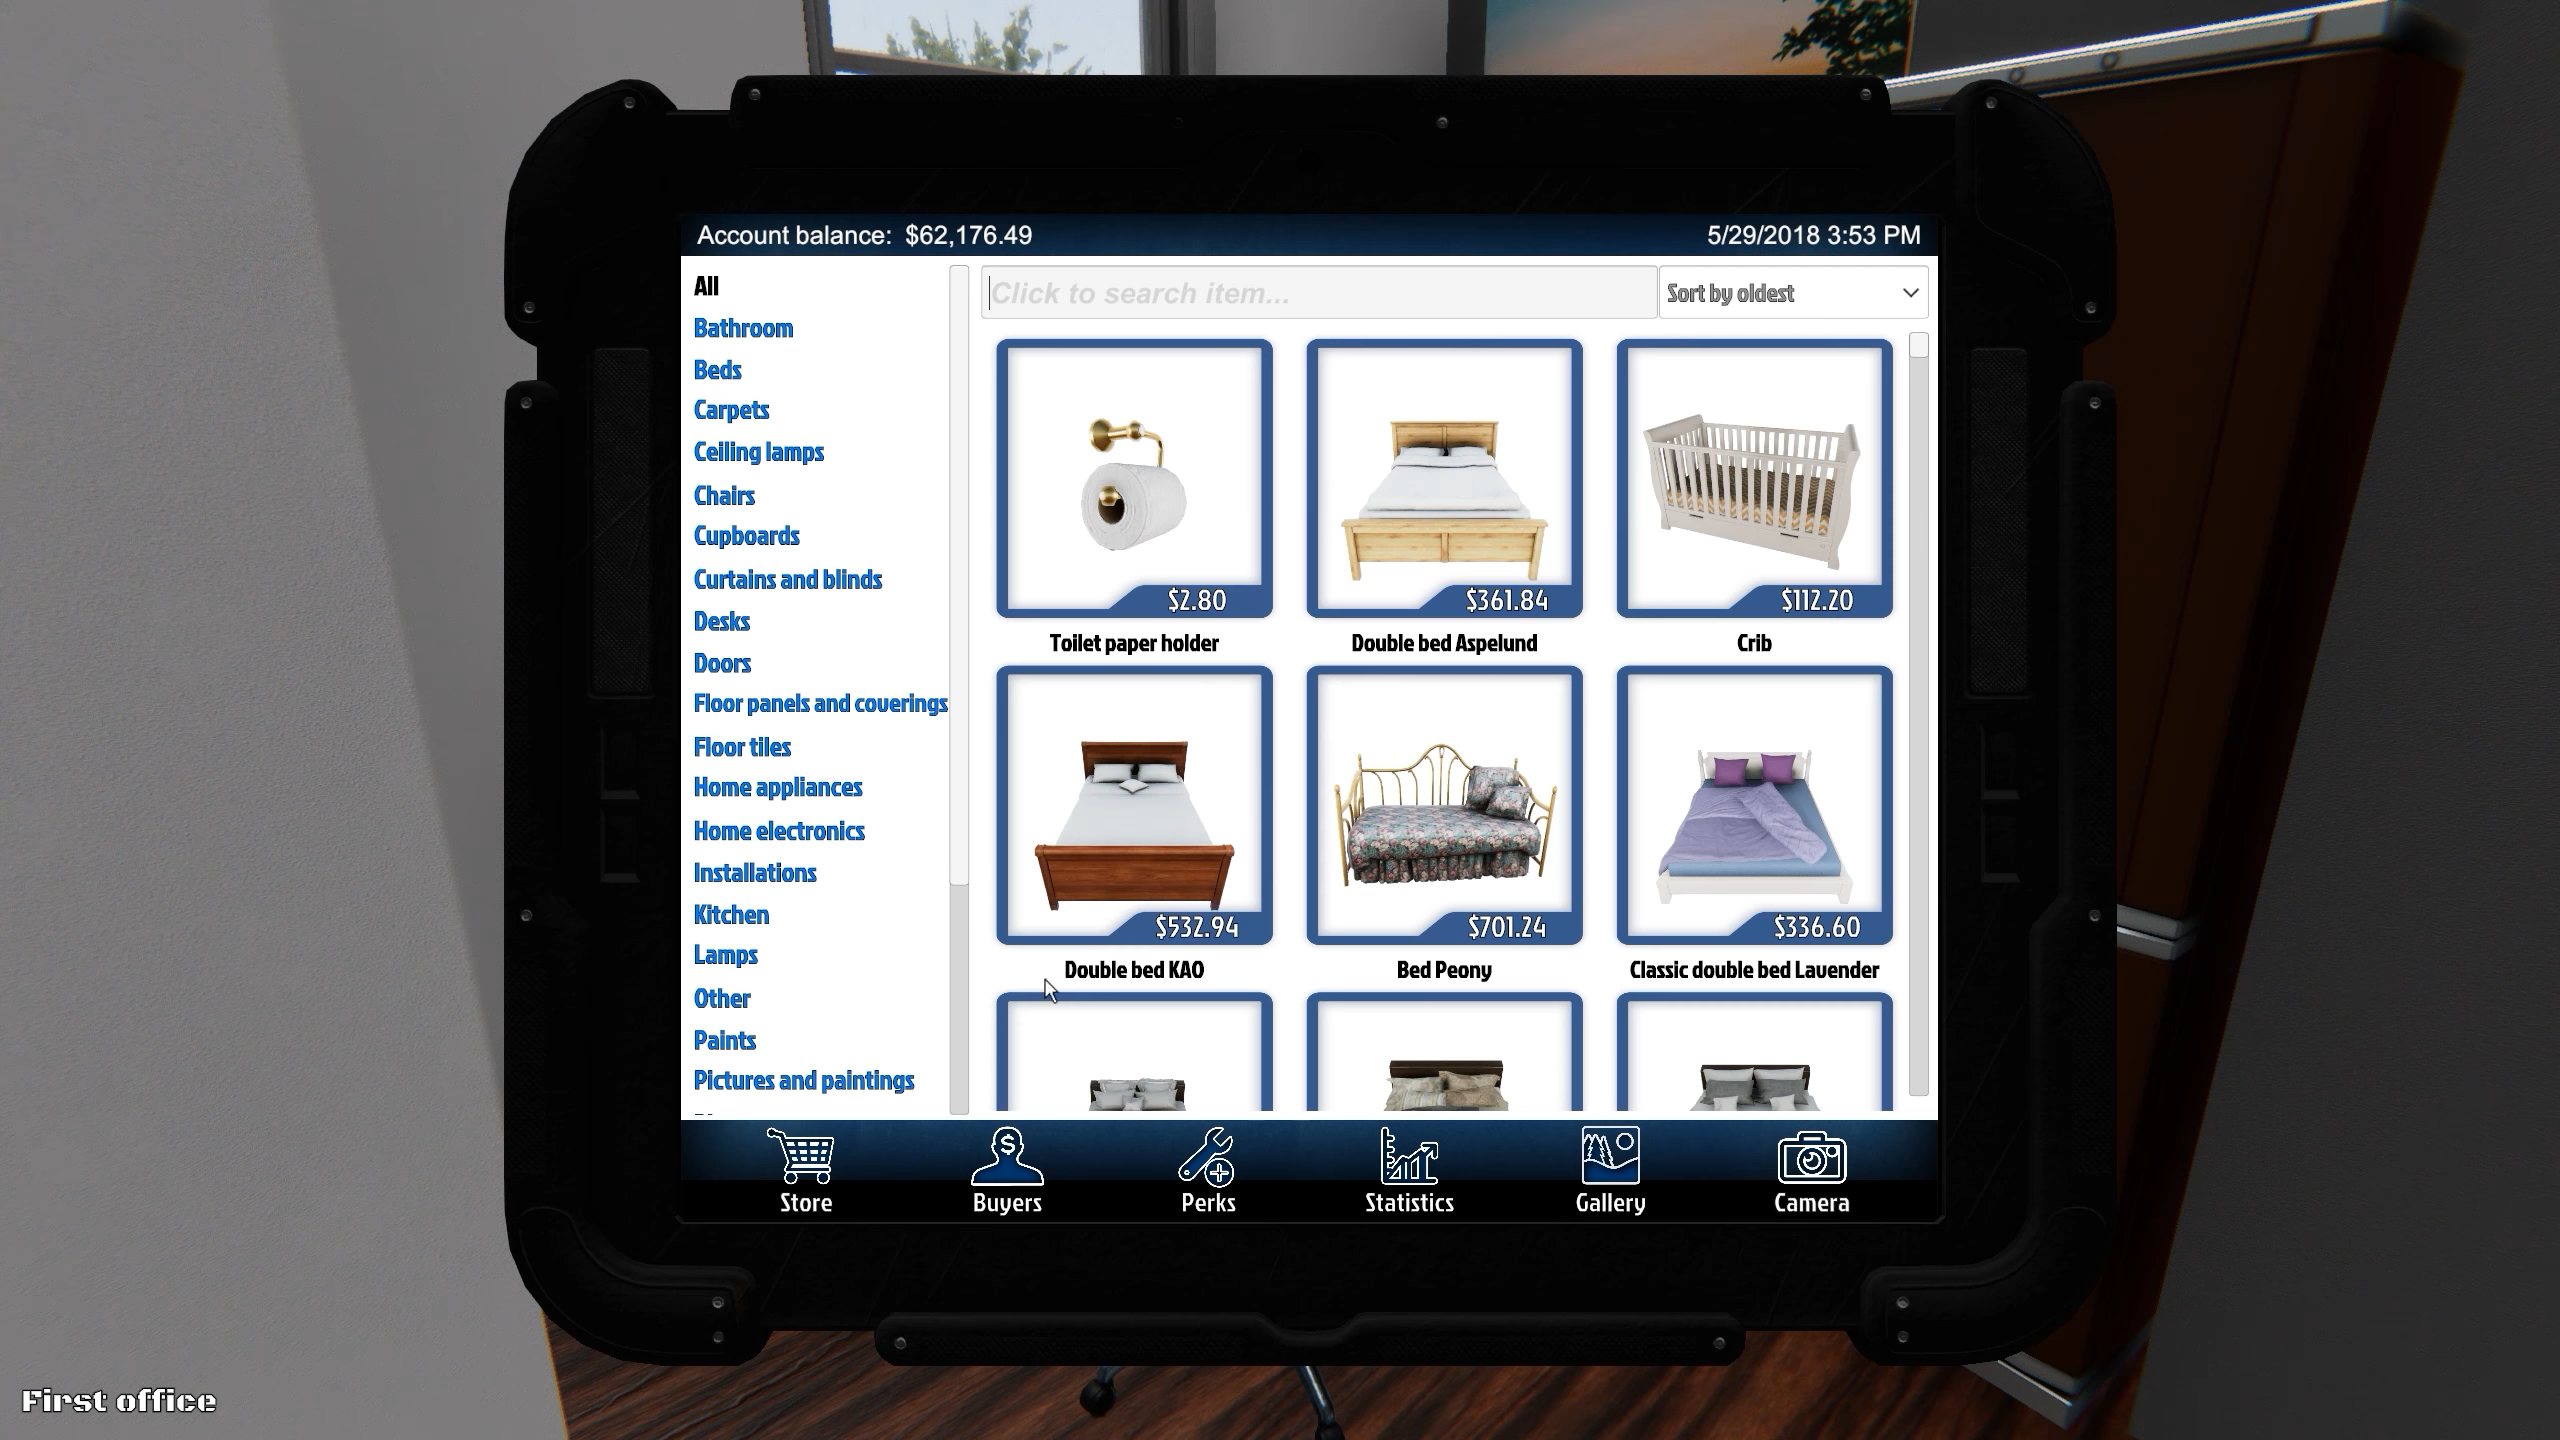 Account balance: $62,176.49
5/29/2018 3:53 PM
All
Bathroom
Beds
Carpets
Ceiling lamps
Chairs
Cupboards
Curtains and blinds
Desks
Doors
Floor panels and coverings
Floor tiles
Home appliances
Home electronics
Installations
Kitchen
Lamps
Other
Paints
Pictures and paintings
Click to search item...
Sort by oldest
$2.80
$361.84
$112.20
Toilet paper holder
Double bed Aspelund
Crib
$532.94
$701.24
$336.60
Double bed KAO
Bed Peony
Classic double bed Lavender
Store
Buyers
Perks
Statistics
Gallery
Camera
First office